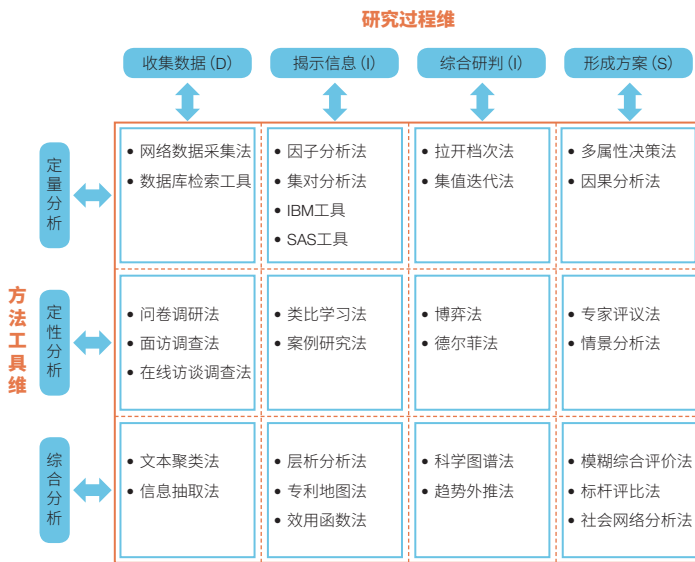 研究过程维
收集数据(D)
揭示信息(I)
综合研判(I)
形成方案(S)
方法工具维
定量分析
• 网络数据采集法
• 数据库检索工具
• 因子分析法
• 集对分析法
• IBM工具
• SAS工具
• 拉开档次法
• 集值迭代法
• 多属性决策法
• 因果分析法
定性分析
• 问卷调研法
• 面访调查法
• 在线访谈调查法
• 类比学习法
• 案例研究法
• 博弈法
• 德尔菲法
• 专家评议法
• 情景分析法
综合分析
• 文本聚类法
• 信息抽取法
• 层析分析法
• 专利地图法
• 效用函数法
• 科学图谱法
• 趋势外推法
• 模糊综合评价法
• 标杆评比法
• 社会网络分析法